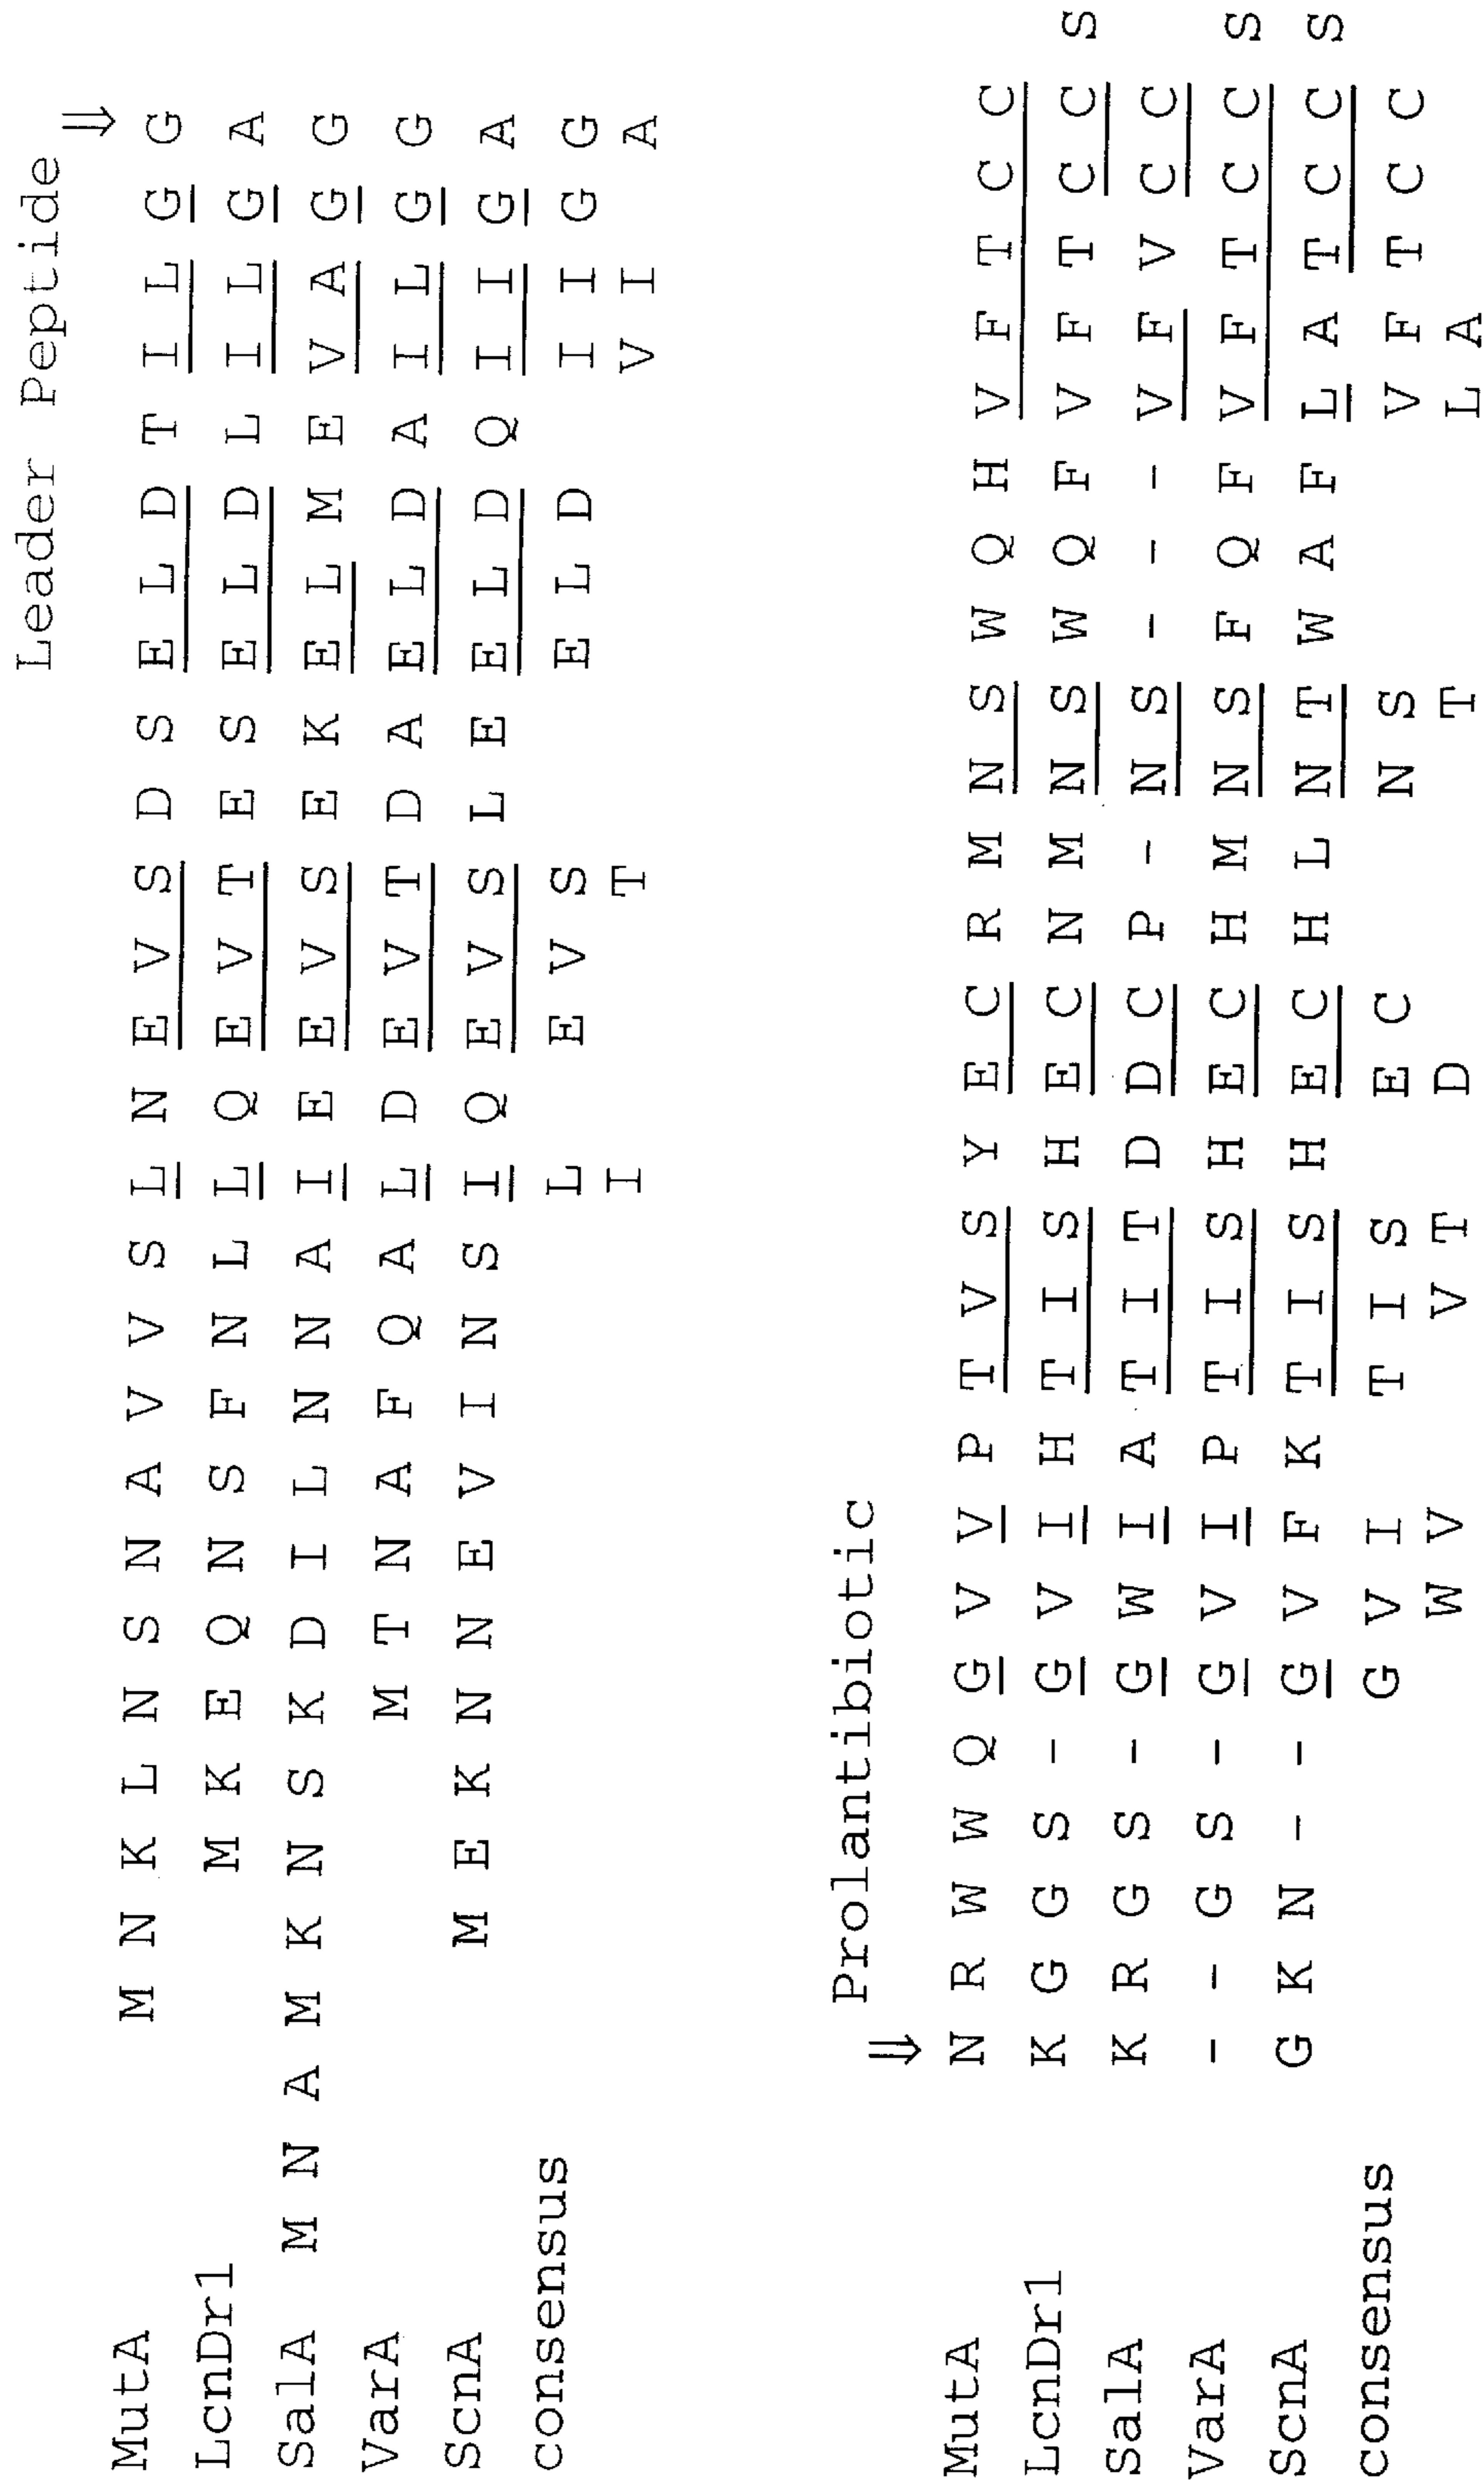 Leader Peptide ⇓
MutA M N K L N S N A V V S L N E V S D S E L D T I L G G
LcnDr1 M K E Q N S F N L L Q E V T E S E L D L I L G A
SalA M N A M K N S K D I L N N A I E E V S E K E L M E V A G G
VarA M T N A F Q A L D E V T D A E L D A I L G G
ScnA M E K N N E V I N S I Q E V S L E E L D Q I I G A
consensus L E V S E L D I I G G
I T V I A
⇓ Prolantibiotic
MutA N R W W Q G V V P T V S Y E C R M N S W Q H V F T C C
LcnDr1 K G G S - G V I H T I S H E C N M N S W Q F V F T C C S
SalA K R G S - G W I A T I T D D C P - N S - - - V F V C C
VarA - - G S - G V I P T I S H E C H M N S F Q F V F T C C S
ScnA G K N - - G V F K T I S H E C H L N T W A F L A T C C S
consensus G V I T I S E C N S V F T C C
W V V T D T L A